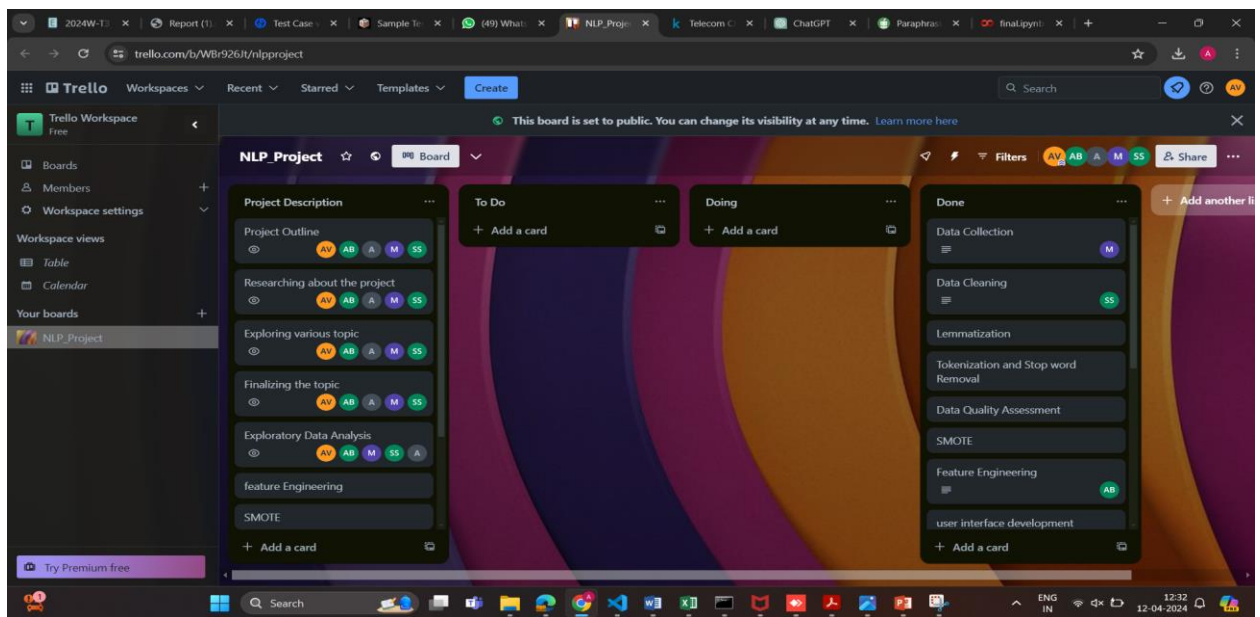 2024W-T3
Report (1).
Test Case
Sample Te
(49) Whats
NLP_Proje
Telecom C
ChatGPT
Paraphras
final.ipynb
trello.com/b/WBr926Jt/nlpproject
A
Trello Workspaces Recent Starred Templates Create Search AV
T
Trello Workspace
Free
This board is set to public. You can change its visibility at any time. Learn more here
Boards
Members
Workspace settings
Workspace views
Table
Calendar
Your boards
NLP_Project
Try Premium free
NLP_Project Board Filters AV AB A M SS Share
Project Description
Project Outline
AV AB A M SS
Researching about the project
AV AB A M SS
Exploring various topic
AV AB A M SS
Finalizing the topic
AV AB A M SS
Exploratory Data Analysis
AV AB M SS A
feature Engineering
SMOTE
+ Add a card
To Do
+ Add a card
Doing
+ Add a card
Done
Data Collection
M
Data Cleaning
SS
Lemmatization
Tokenization and Stop word
Removal
Data Quality Assessment
SMOTE
Feature Engineering
AB
user interface development
+ Add a card
+ Add another li
Search
ENG
IN
12:32
12-04-2024